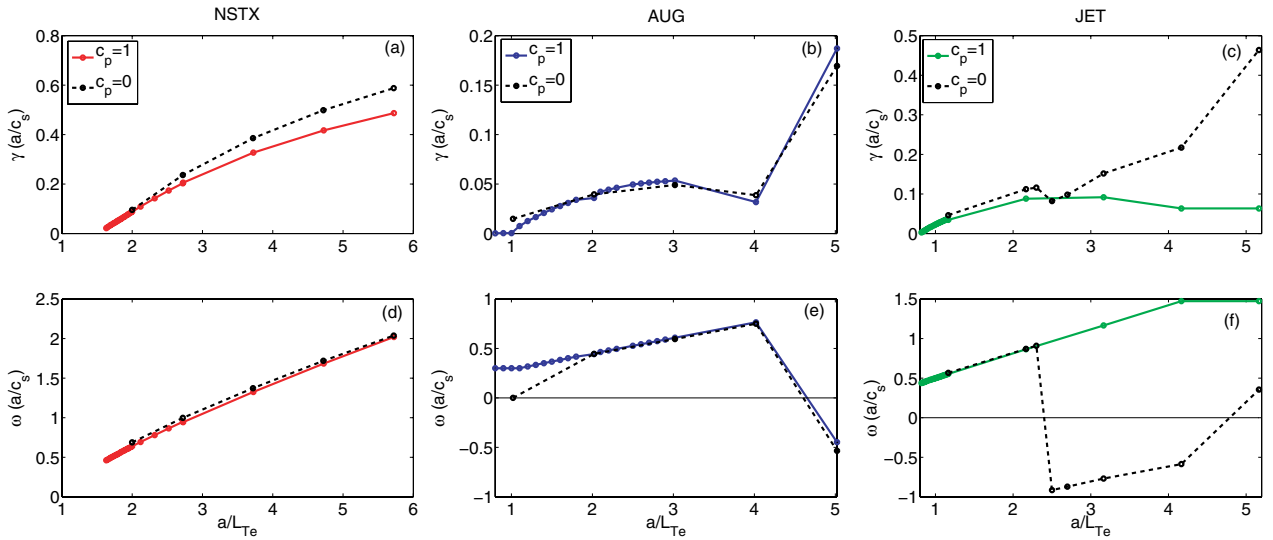 NSTX
AUG
JET
(a)
c_p=1
c_p=0
γ (a/c_s)
0.8
0.6
0.4
0.2
0
1 2 3 4 5 6
(b)
c_p=1
c_p=0
γ (a/c_s)
0.2
0.15
0.1
0.05
0
1 2 3 4 5
(c)
c_p=1
c_p=0
γ (a/c_s)
0.5
0.4
0.3
0.2
0.1
0
1 2 3 4 5
(d)
ω (a/c_s)
2.5
2
1.5
1
0.5
0
1 2 3 4 5 6
a/L_Te
(e)
ω (a/c_s)
1
0.5
0
−0.5
−1
1 2 3 4 5
a/L_Te
(f)
ω (a/c_s)
1.5
1
0.5
0
−0.5
−1
1 2 3 4 5
a/L_Te